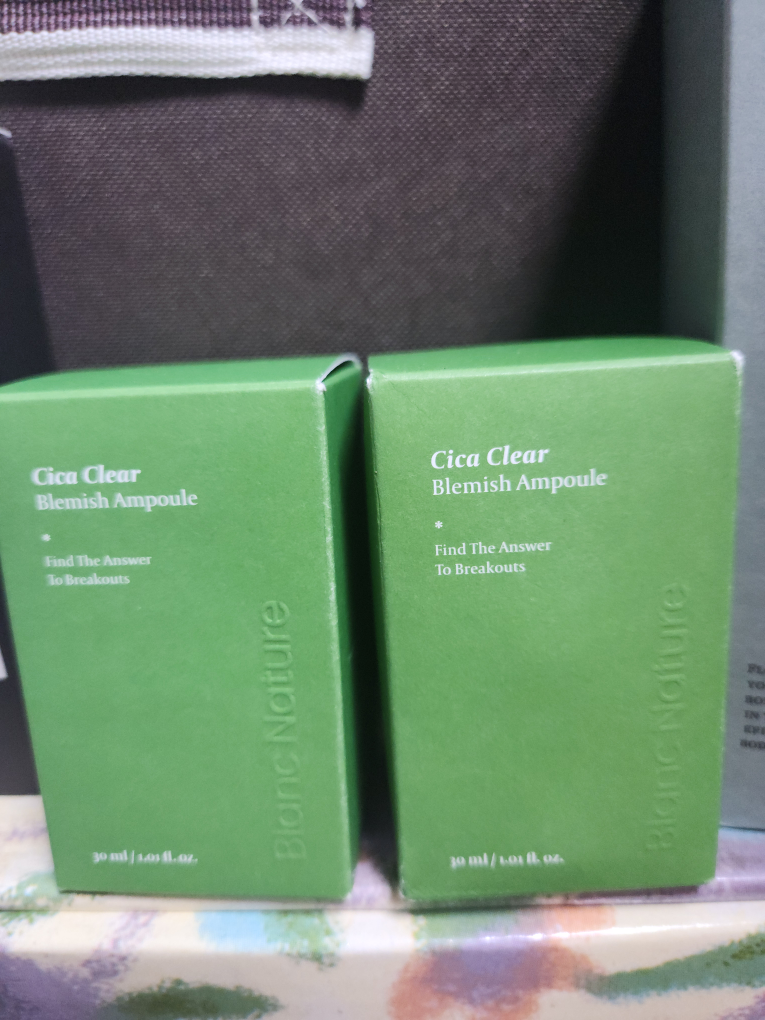 Cica Clear
Blemish Ampoule
*
Find The Answer
To Breakouts
Blanc Nature
30 ml / 1.01 fl. oz.
Cica Clear
Blemish Ampoule
*
Find The Answer
To Breakouts
Blanc Nature
30 ml / 1.01 fl. oz.